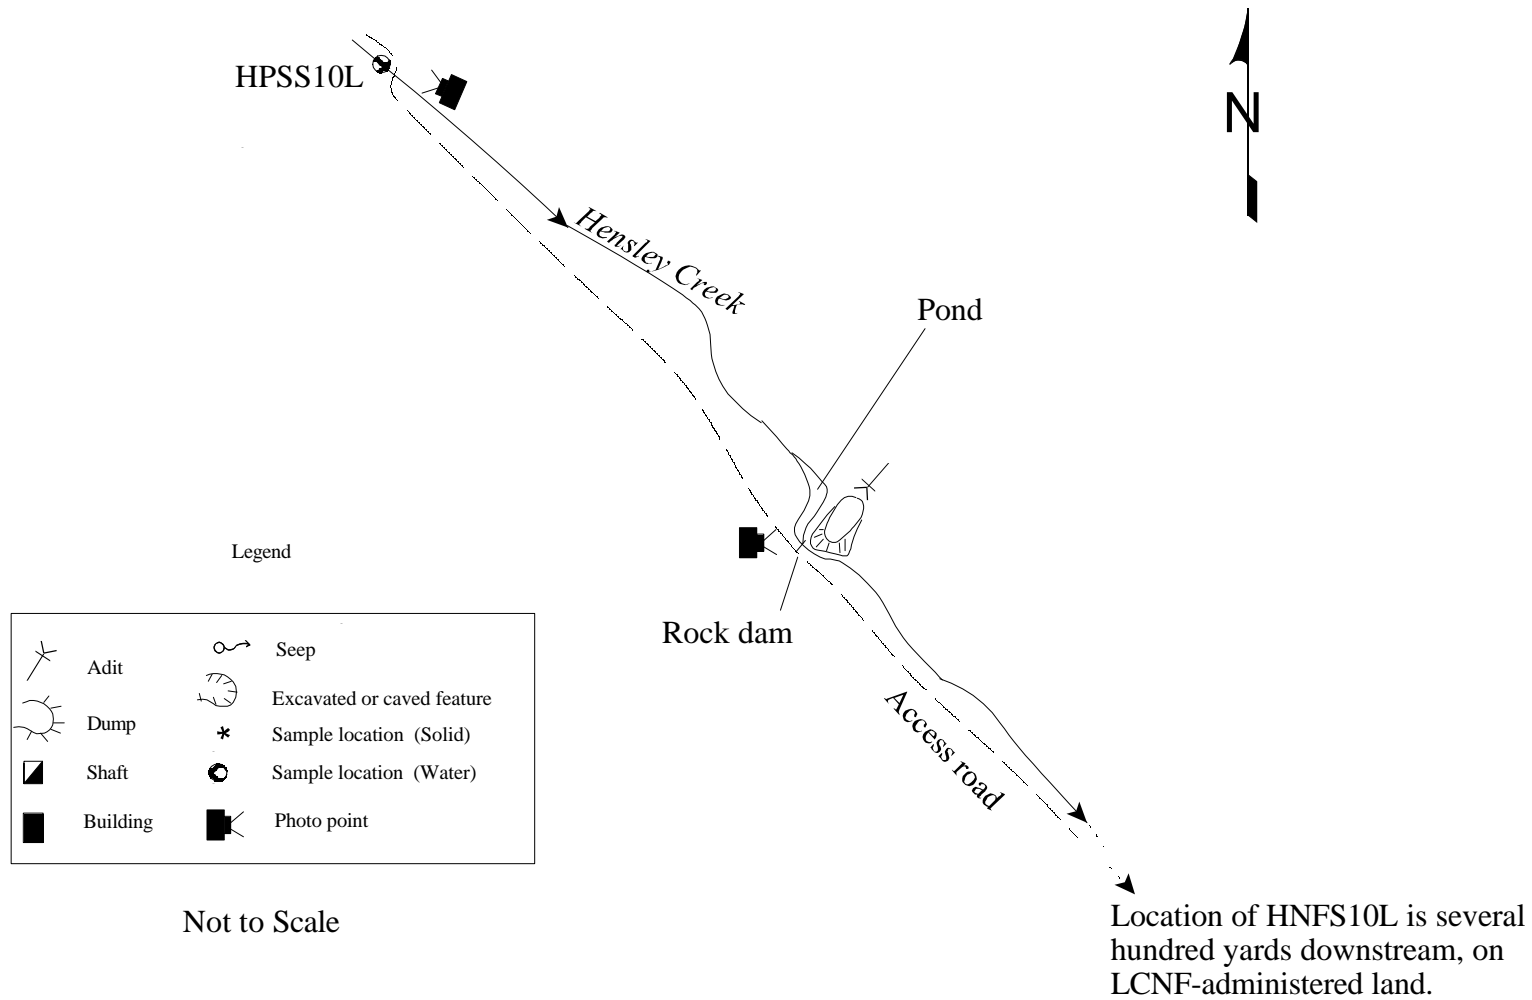 HPSS10L
N
Hensley Creek
Pond
Rock dam
Access road
Legend
Adit
Dump
Shaft
Building
Seep
Excavated or caved feature
Sample location (Solid)
Sample location (Water)
Photo point
Not to Scale
Location of HNFS10L is several
hundred yards downstream, on
LCNF-administered land.